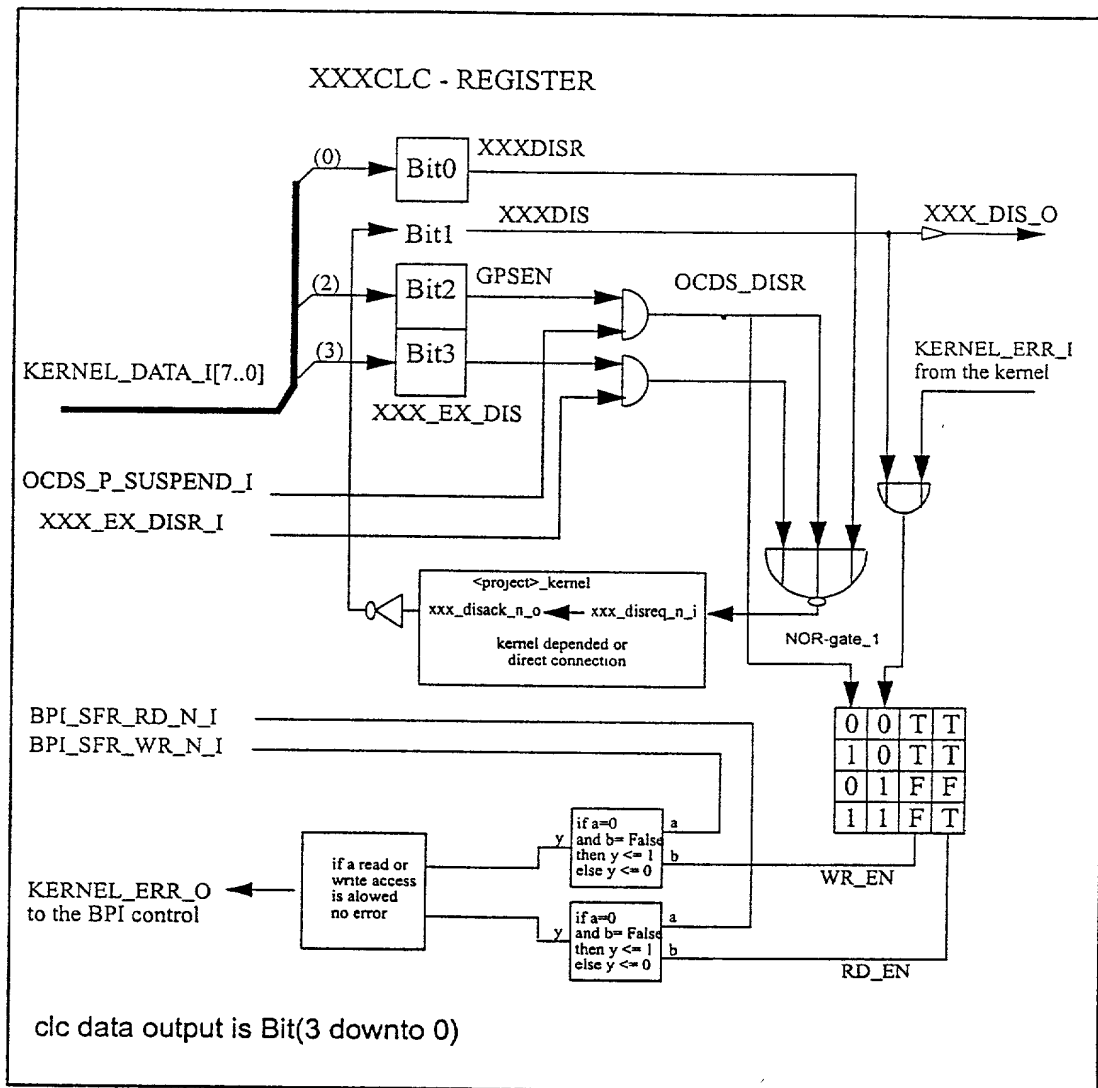 XXXCLC - REGISTER
(0)
Bit0
XXXDISR
Bit1
XXXDIS
XXX_DIS_O
(2)
Bit2
GPSEN
OCDS_DISR
(3)
Bit3
KERNEL_DATA_I[7..0]
XXX_EX_DIS
KERNEL_ERR_I
from the kernel
OCDS_P_SUSPEND_I
XXX_EX_DISR_I
<project>_kernel
xxx_disack_n_o
xxx_disreq_n_i
kernel depended or
direct connection
NOR-gate_1
BPI_SFR_RD_N_I
BPI_SFR_WR_N_I
0 0 T T
1 0 T T
0 1 F F
1 1 F T
if a=0
and b= False
then y <= 1
else y <= 0
y
a
b
WR_EN
if a read or
write access
is alowed
no error
KERNEL_ERR_O
to the BPI control
if a=0
and b= False
then y <= 1
else y <= 0
y
a
b
RD_EN
clc data output is Bit(3 downto 0)